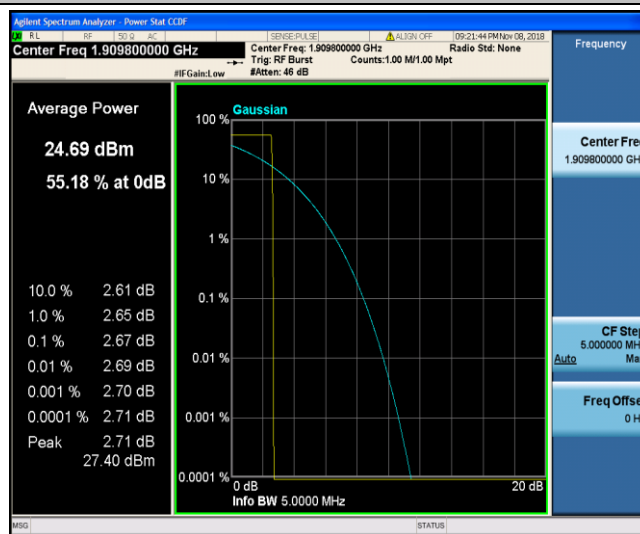 Agilent Spectrum Analyzer - Power Stat CCDF
RL RF 50 Ω AC SENSE:PULSE ALIGN OFF 09:21:44 PM Nov 08, 2018
Center Freq 1.909800000 GHz
Center Freq: 1.909800000 GHz Radio Std: None
Trig: RF Burst Counts:1.00 M/1.00 Mpt
#IFGain:Low #Atten: 46 dB
Frequency
Average Power
24.69 dBm
55.18 % at 0dB
10.0 % 2.61 dB
1.0 % 2.65 dB
0.1 % 2.67 dB
0.01 % 2.69 dB
0.001 % 2.70 dB
0.0001 % 2.71 dB
Peak 2.71 dB
27.40 dBm
Gaussian
100 %
10 %
1 %
0.1 %
0.01 %
0.001 %
0.0001 %
0 dB 20 dB
Info BW 5.0000 MHz
Center Fre
1.909800000 GH
CF Step
5.000000 MH
Auto Ma
Freq Offse
0 H
MSG STATUS